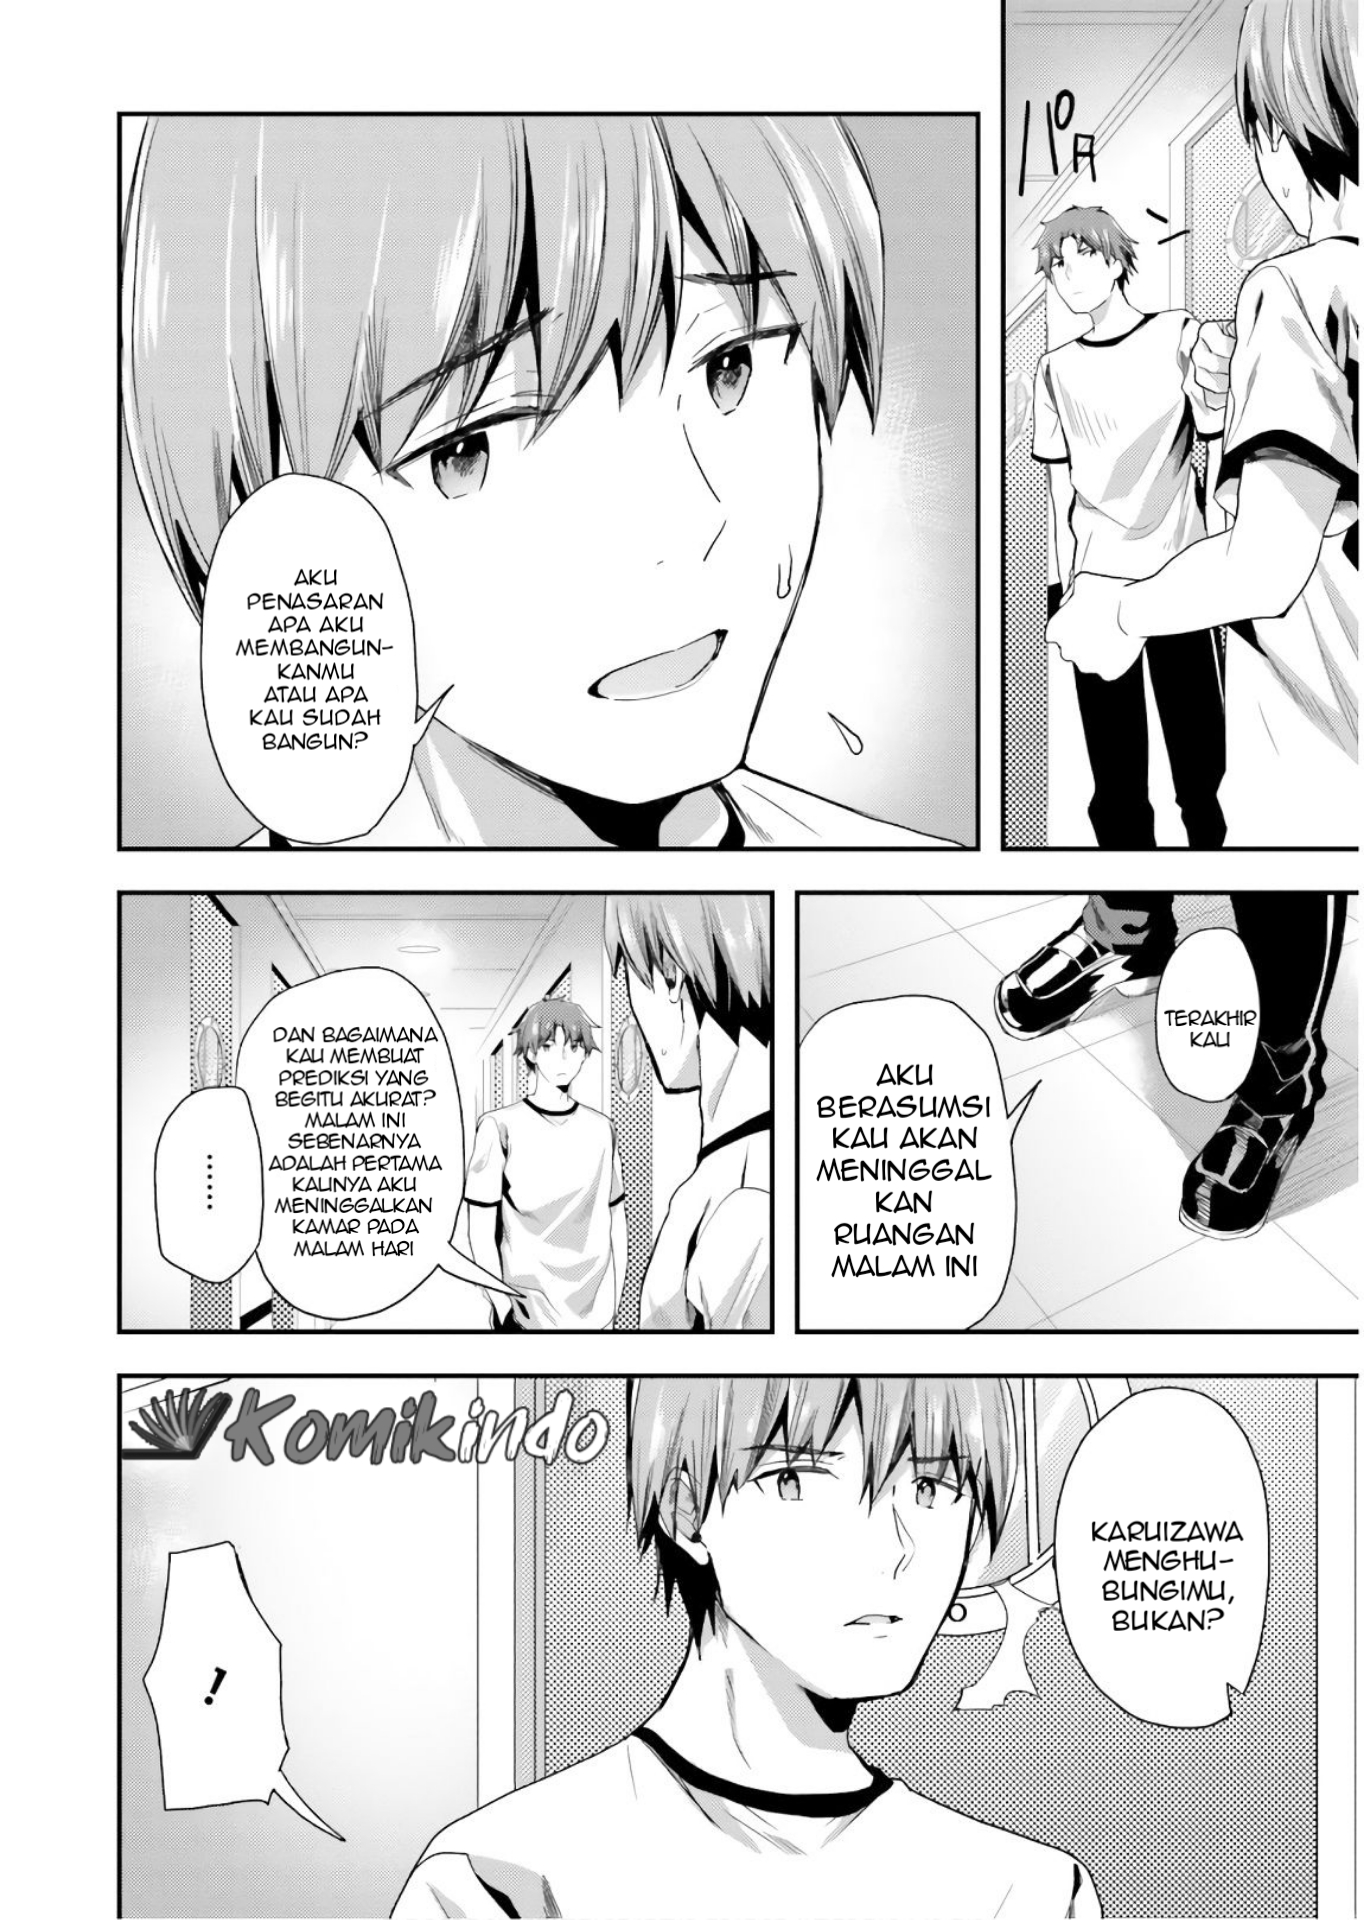 パタ
AKU
PENASARAN
APA AKU
MEMBANGUN-
KANMU
ATAU APA
KAU SUDAH
BANGUN?
TERAKHIR
KALI
AKU
BERASUMSI
KAU AKAN
MENINGGAL
KAN
RUANGAN
MALAM INI
DAN BAGAIMANA
KAU MEMBUAT
PREDIKSI YANG
BEGITU AKURAT?
MALAM INI
SEBENARNYA
ADALAH PERTAMA
KALINYA AKU
MENINGGALKAN
KAMAR PADA
MALAM HARI
......
Komikindo
KARUIZAWA
MENGHU-
BUNGIMU,
BUKAN?
!